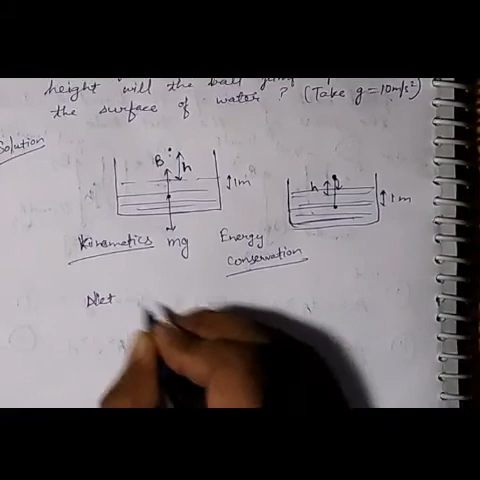 height will the ball jump
the surface of water ? (Take g = 10m/s²)
Solution
B h 1m
h 1m
mg
Kinematics
Energy
conservation